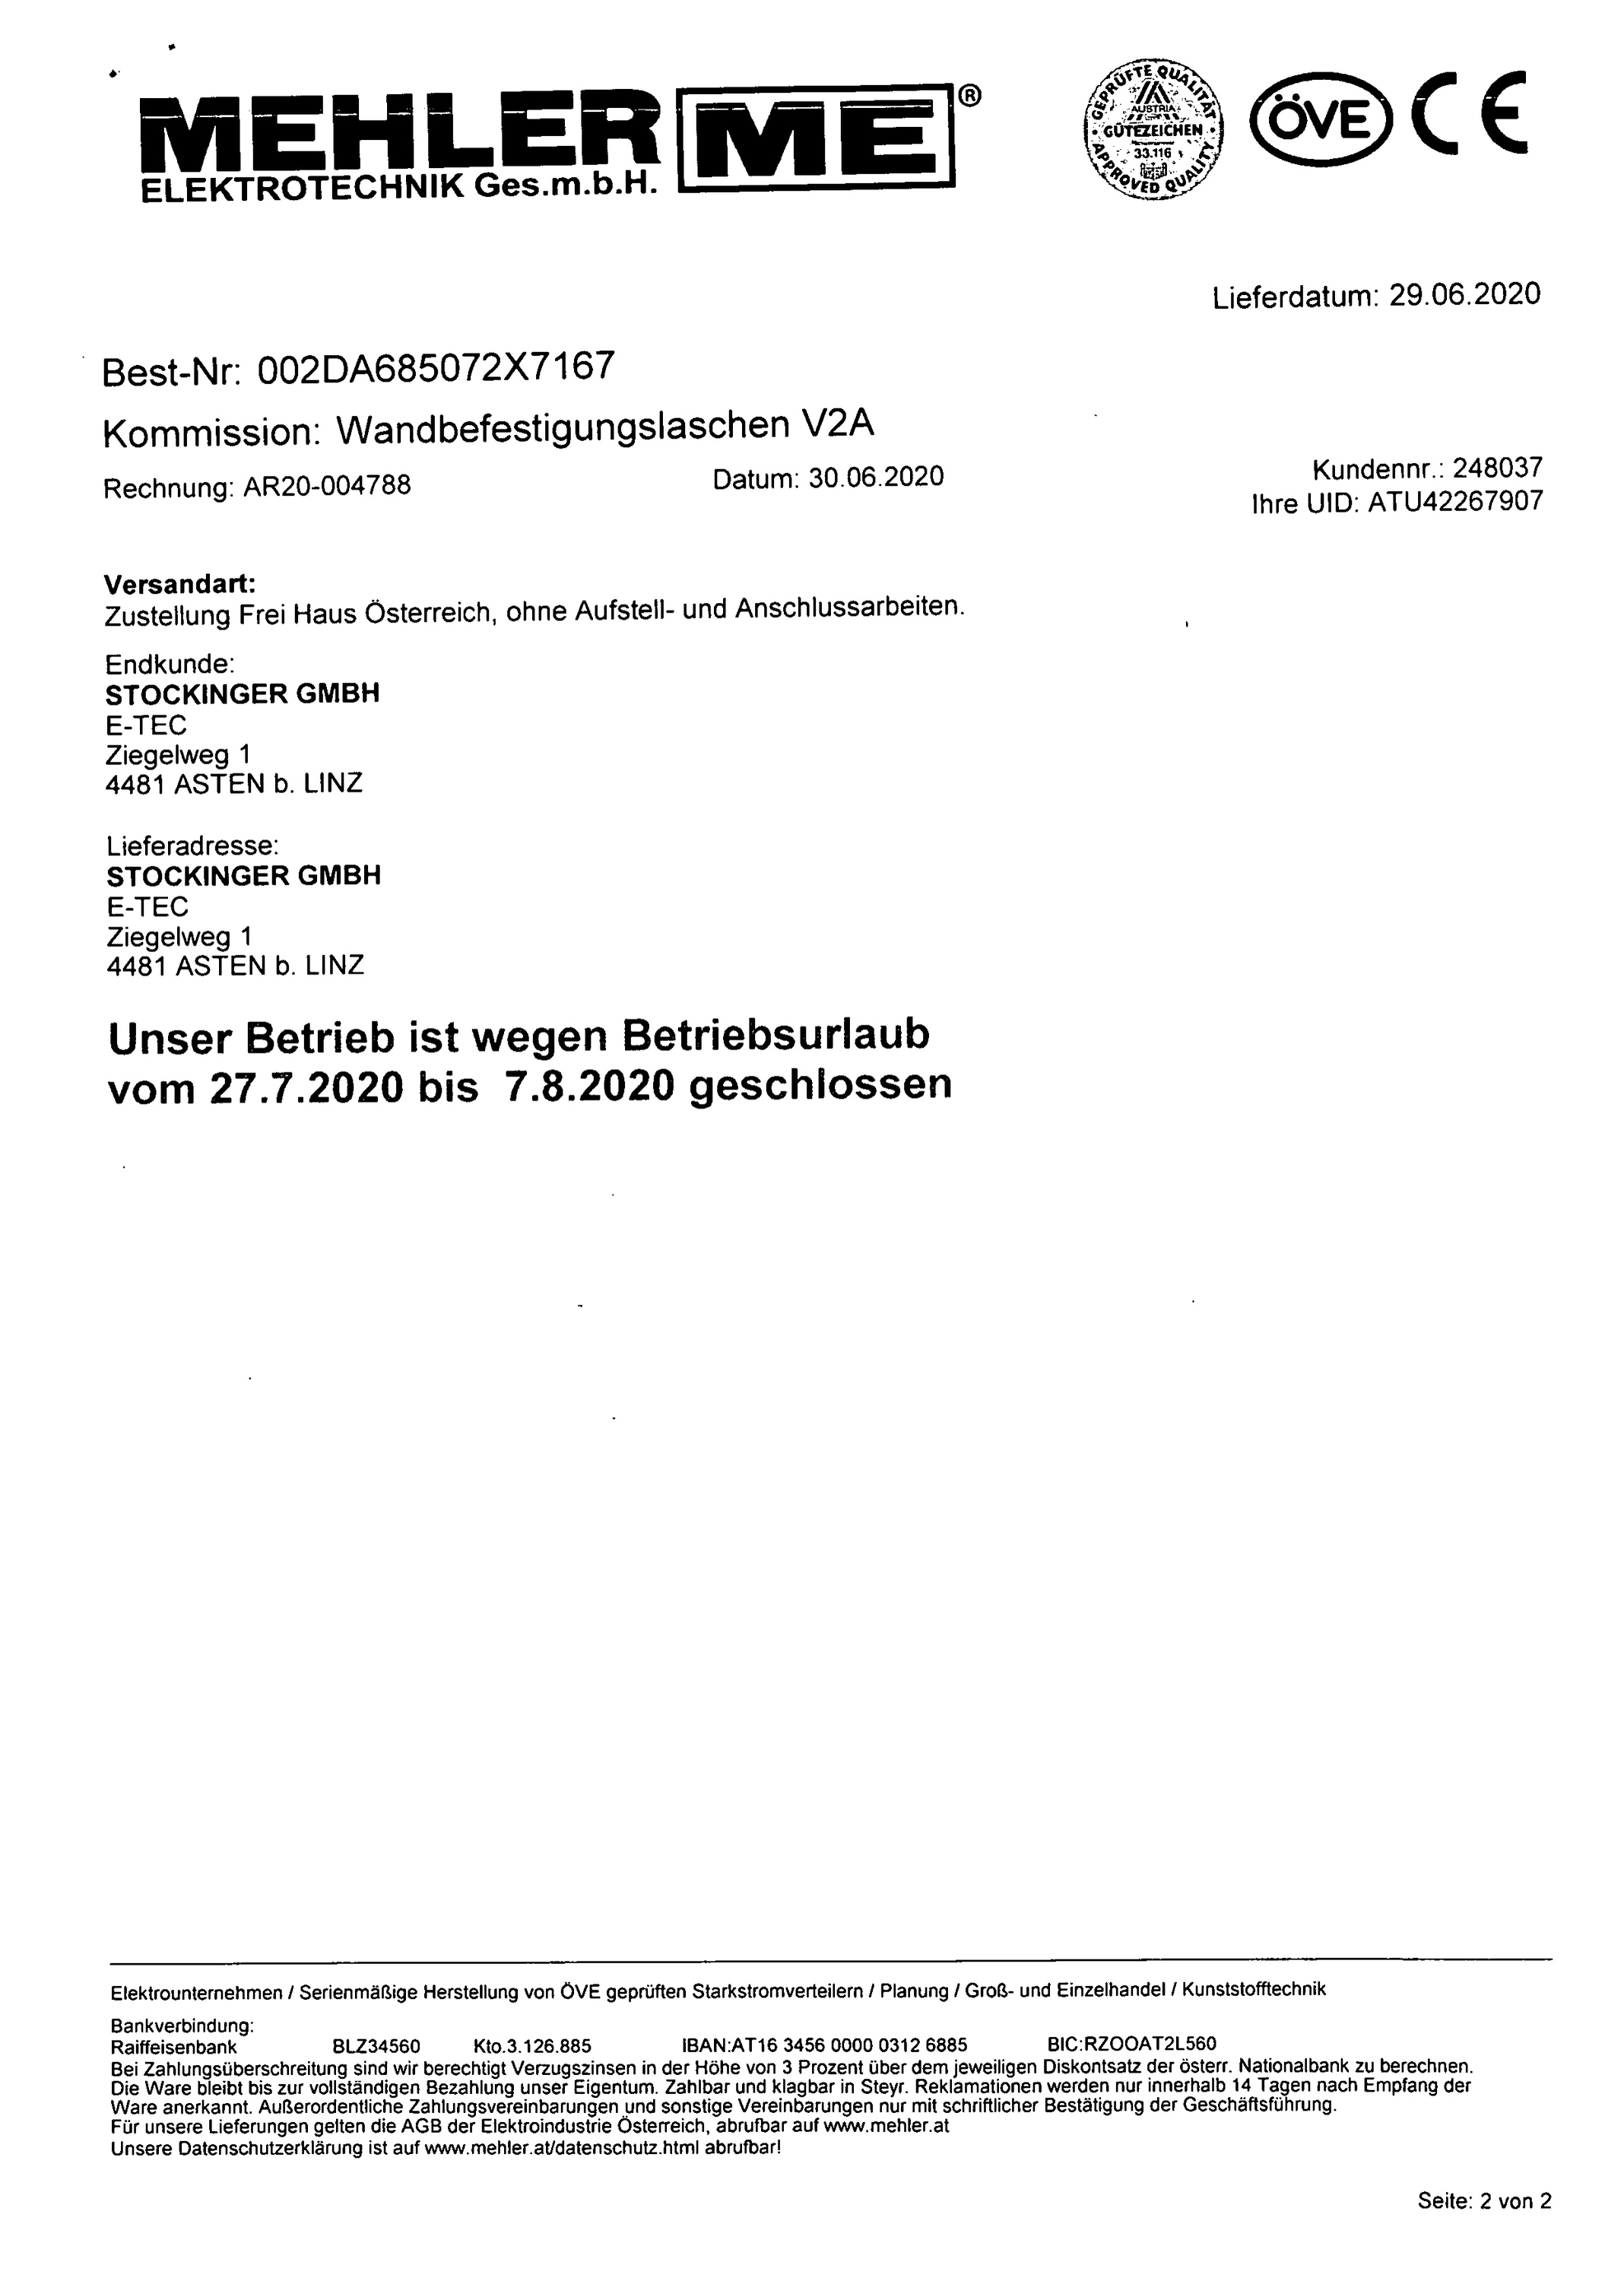 MEHLER ME ®
ELEKTROTECHNIK Ges.m.b.H.
GEPRÜFTE QUALITÄT
AUSTRIA
GÜTEZEICHEN
33.116
APPROVED QUALITY
ÖVE CE
Lieferdatum: 29.06.2020
Best-Nr: 002DA685072X7167
Kommission: Wandbefestigungslaschen V2A
Rechnung: AR20-004788 Datum: 30.06.2020 Kundennr.: 248037
Ihre UID: ATU42267907
Versandart:
Zustellung Frei Haus Österreich, ohne Aufstell- und Anschlussarbeiten.
Endkunde:
STOCKINGER GMBH
E-TEC
Ziegelweg 1
4481 ASTEN b. LINZ
Lieferadresse:
STOCKINGER GMBH
E-TEC
Ziegelweg 1
4481 ASTEN b. LINZ
Unser Betrieb ist wegen Betriebsurlaub
vom 27.7.2020 bis 7.8.2020 geschlossen
Elektrounternehmen / Serienmäßige Herstellung von ÖVE geprüften Starkstromverteilern / Planung / Groß- und Einzelhandel / Kunststofftechnik
Bankverbindung:
Raiffeisenbank BLZ34560 Kto.3.126.885 IBAN:AT16 3456 0000 0312 6885 BIC:RZOOAT2L560
Bei Zahlungsüberschreitung sind wir berechtigt Verzugszinsen in der Höhe von 3 Prozent über dem jeweiligen Diskontsatz der österr. Nationalbank zu berechnen.
Die Ware bleibt bis zur vollständigen Bezahlung unser Eigentum. Zahlbar und klagbar in Steyr. Reklamationen werden nur innerhalb 14 Tagen nach Empfang der
Ware anerkannt. Außerordentliche Zahlungsvereinbarungen und sonstige Vereinbarungen nur mit schriftlicher Bestätigung der Geschäftsführung.
Für unsere Lieferungen gelten die AGB der Elektroindustrie Österreich, abrufbar auf www.mehler.at
Unsere Datenschutzerklärung ist auf www.mehler.at/datenschutz.html abrufbar!
Seite: 2 von 2